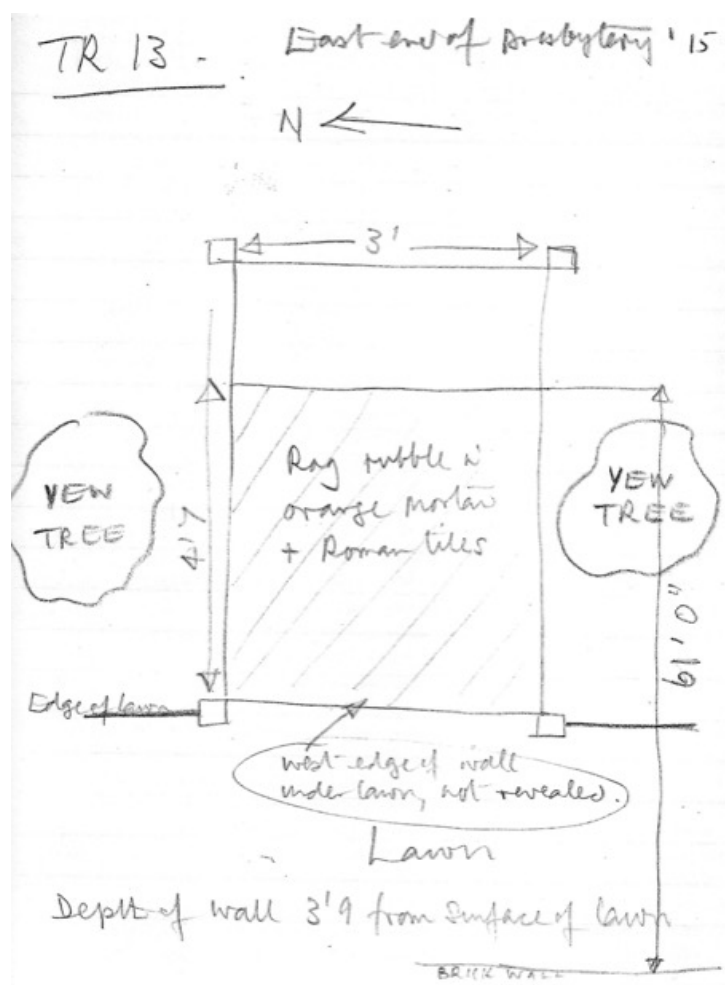 TR 13.
East end of Presbytery '15
N
3'
YEW
TREE
4'7
Rag rubble in
orange mortar
+ Roman tiles
YEW
TREE
61'0"
Edge of lawn
west edge of wall
under lawn, not revealed.
Lawn
Depth of wall 3'9 from surface of lawn
BRICK WALL